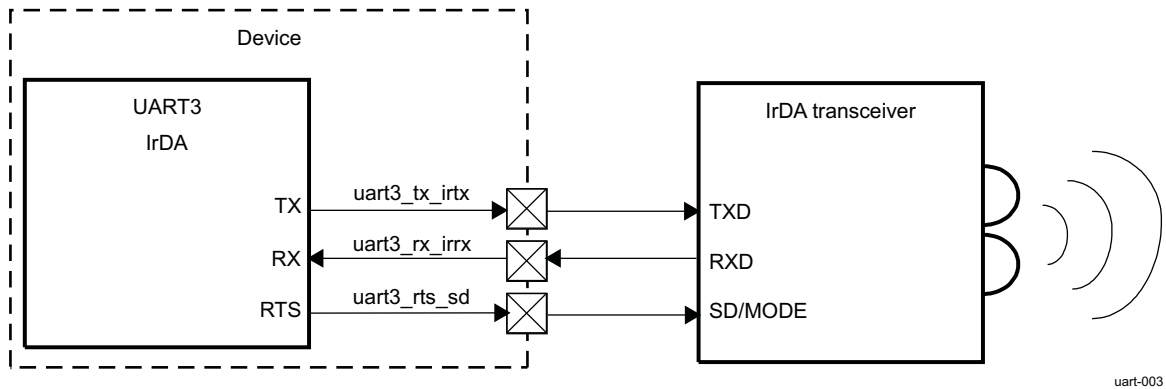 Device
UART3
IrDA
IrDA transceiver
TX
uart3_tx_irtx
TXD
RX
uart3_rx_irrx
RXD
RTS
uart3_rts_sd
SD/MODE
uart-003